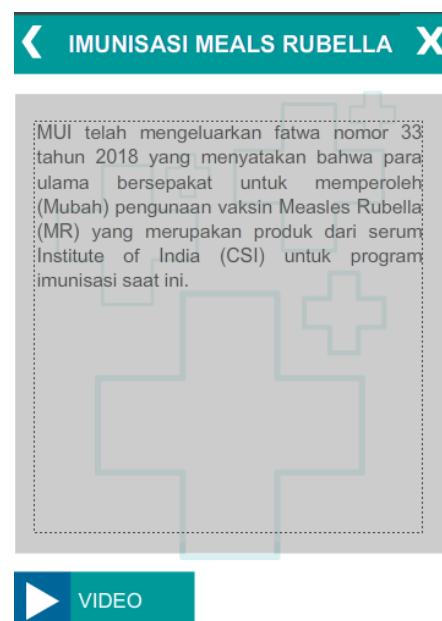 IMUNISASI MEALS RUBELLA X
MUI telah mengeluarkan fatwa nomor 33
tahun 2018 yang menyatakan bahwa para
ulama bersepakat untuk memperoleh
(Mubah) pengunaan vaksin Measles Rubella
(MR) yang merupakan produk dari serum
Institute of India (CSI) untuk program
imunisasi saat ini.
VIDEO